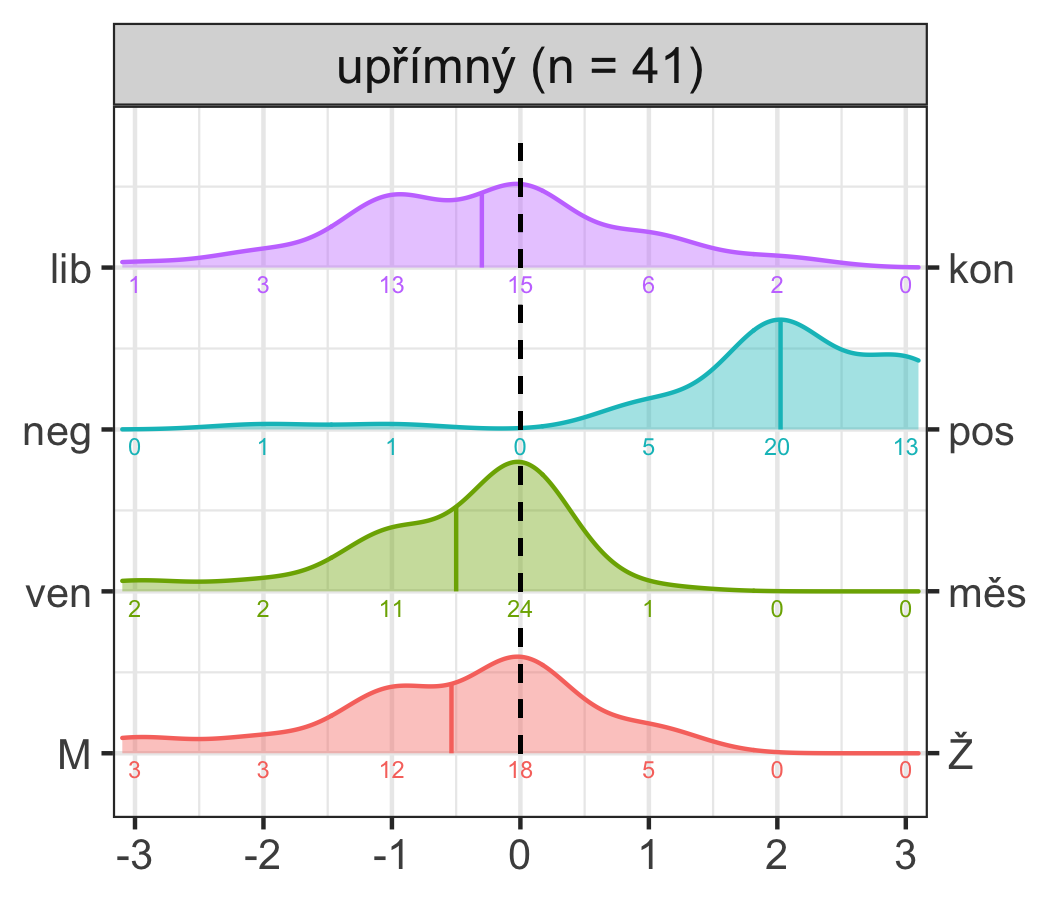 upřímný (n = 41)
lib kon
1 3 13 15 6 2 0
neg pos
0 1 1 0 5 20 13
ven měs
2 2 11 24 1 0 0
M Ž
3 3 12 18 5 0 0
-3 -2 -1 0 1 2 3